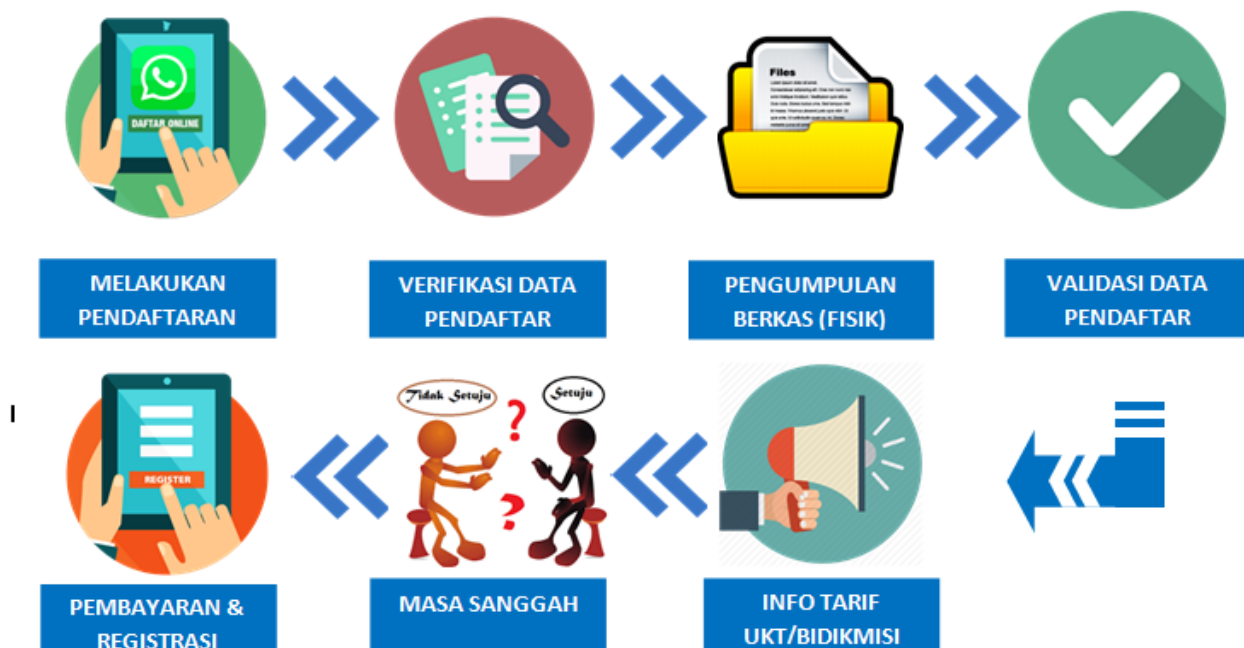 DAFTAR ONLINE
Files
MELAKUKAN
PENDAFTARAN
VERIFIKASI DATA
PENDAFTAR
PENGUMPULAN
BERKAS (FISIK)
VALIDASI DATA
PENDAFTAR
I
REGISTER
Tidak Setuju
?
?
Setuju
PEMBAYARAN &
REGISTRASI
MASA SANGGAH
INFO TARIF
UKT/BIDIKMISI